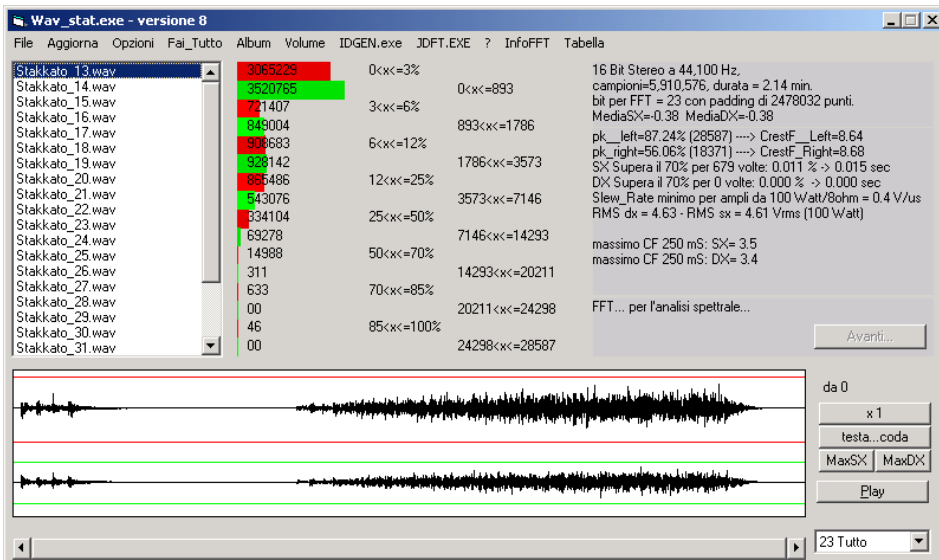 Wav_stat.exe - versione 8
File Aggiorna Opzioni Fai_Tutto Album Volume IDGEN.exe JDFT.EXE ? InfoFFT Tabella
Stakkato_13.wav
Stakkato_14.wav
Stakkato_15.wav
Stakkato_16.wav
Stakkato_17.wav
Stakkato_18.wav
Stakkato_19.wav
Stakkato_20.wav
Stakkato_21.wav
Stakkato_22.wav
Stakkato_23.wav
Stakkato_24.wav
Stakkato_25.wav
Stakkato_26.wav
Stakkato_27.wav
Stakkato_28.wav
Stakkato_29.wav
Stakkato_30.wav
Stakkato_31.wav
3065229 0<x<=3%
3520765 0<x<=893
721407 3<x<=6%
849004 893<x<=1786
908683 6<x<=12%
928142 1786<x<=3573
865486 12<x<=25%
543076 3573<x<=7146
334104 25<x<=50%
69278 7146<x<=14293
14988 50<x<=70%
311 14293<x<=20211
633 70<x<=85%
00 20211<x<=24298
46 85<x<=100%
00 24298<x<=28587
16 Bit Stereo a 44,100 Hz,
campioni=5,910,576, durata = 2.14 min.
bit per FFT = 23 con padding di 2478032 punti.
MediaSX=-0.38 MediaDX=-0.38
pk__left=87.24% (28587) ----> CrestF__Left=8.64
pk_right=56.06% (18371) ----> CrestF_Right=8.68
SX Supera il 70% per 679 volte: 0.011 % -> 0.015 sec
DX Supera il 70% per 0 volte: 0.000 % -> 0.000 sec
Slew_Rate minimo per ampli da 100 Watt/8ohm = 0.4 V/us
RMS dx = 4.63 - RMS sx = 4.61 Vrms (100 Watt)
massimo CF 250 mS: SX= 3.5
massimo CF 250 mS: DX= 3.4
FFT... per l'analisi spettrale...
Avanti...
da 0
x 1
testa...coda
MaxSX MaxDX
Play
23 Tutto